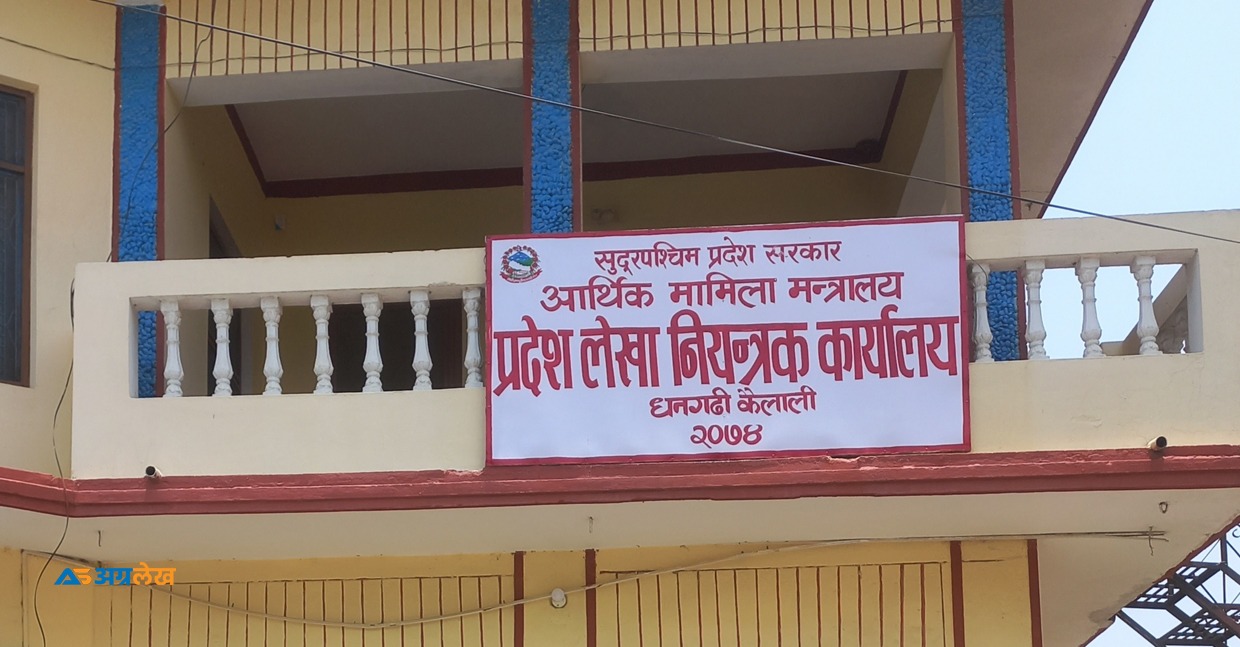 सुदूरपश्चिम प्रदेश सरकार
आर्थिक मामिला मन्त्रालय
प्रदेश लेखा नियन्त्रक कार्यालय
धनगढी कैलाली
२०७४
अग्रलेख